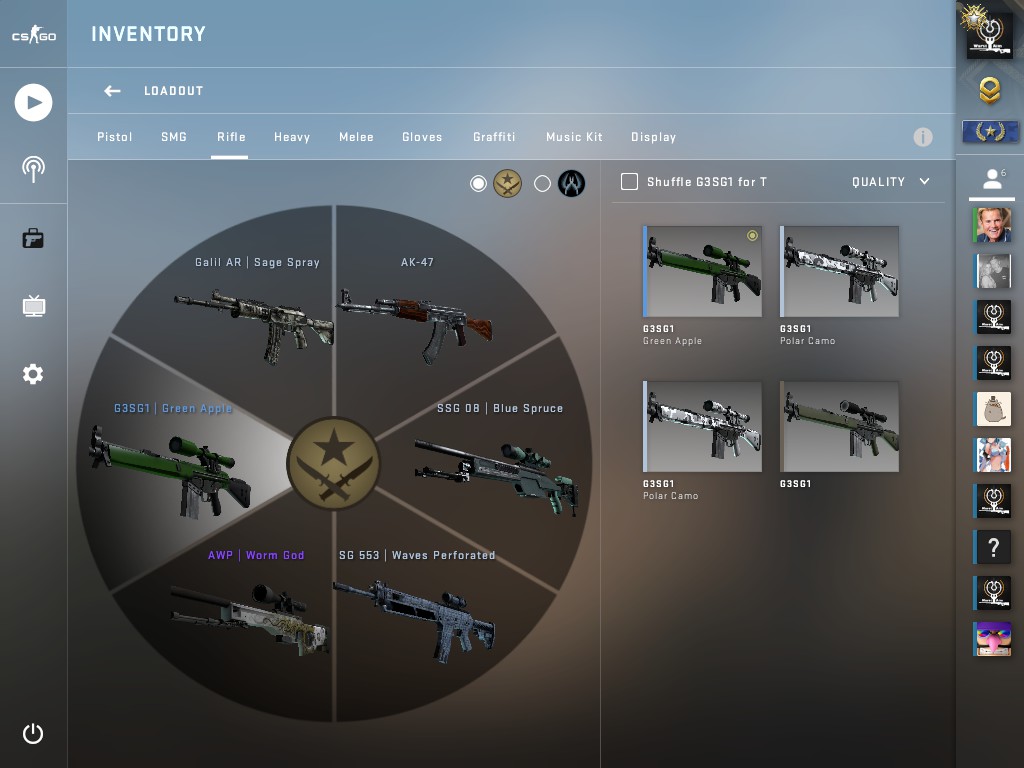 CS GO
INVENTORY
LOADOUT
Pistol SMG Rifle Heavy Melee Gloves Graffiti Music Kit Display
i
Shuffle G3SG1 for T QUALITY
6
Galil AR | Sage Spray
AK-47
G3SG1 | Green Apple
SSG 08 | Blue Spruce
AWP | Worm God
SG 553 | Waves Perforated
G3SG1
Green Apple
G3SG1
Polar Camo
G3SG1
Polar Camo
G3SG1
?